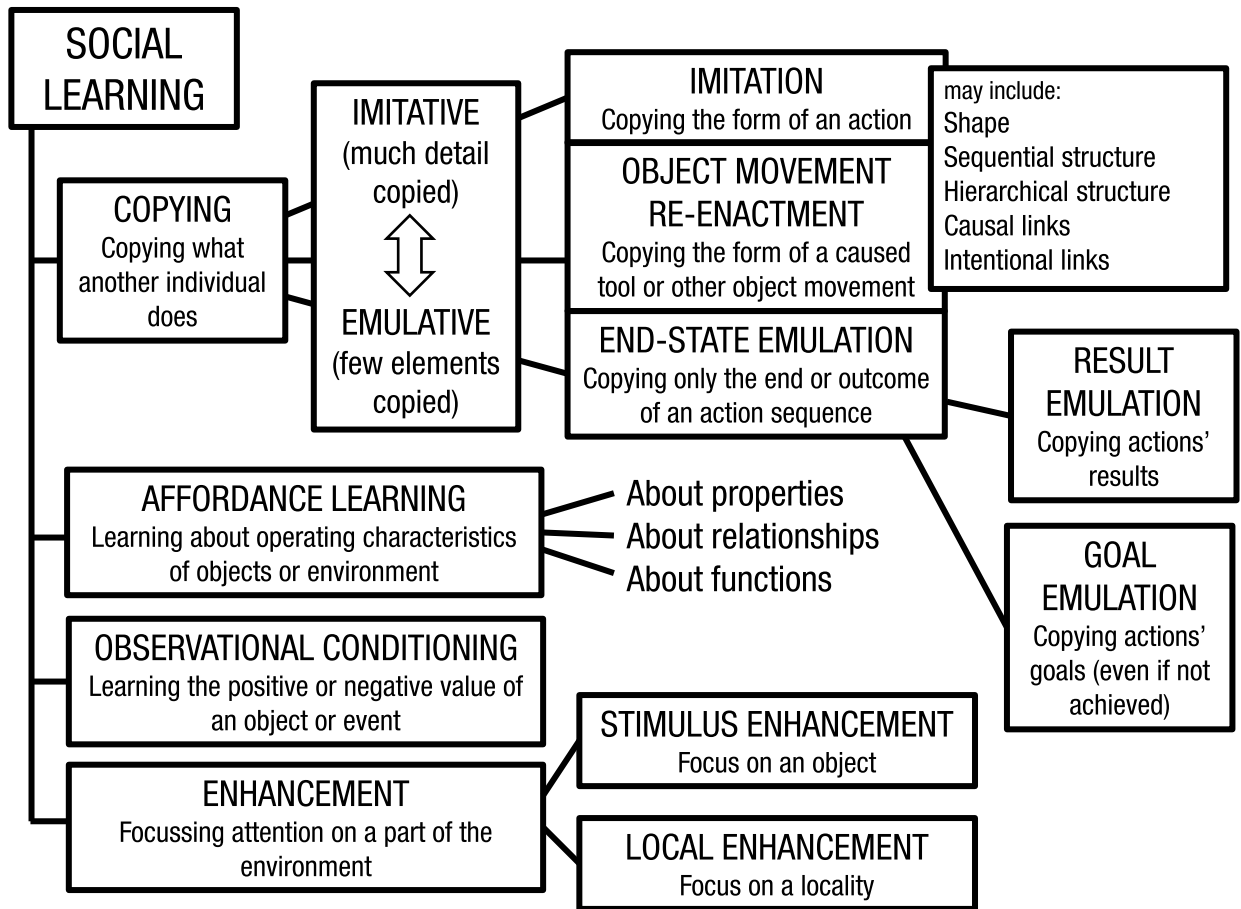 SOCIAL
LEARNING
COPYING
Copying what
another individual
does
IMITATIVE
(much detail
copied)
EMULATIVE
(few elements
copied)
IMITATION
Copying the form of an action
OBJECT MOVEMENT
RE-ENACTMENT
Copying the form of a caused
tool or other object movement
END-STATE EMULATION
Copying only the end or outcome
of an action sequence
may include:
Shape
Sequential structure
Hierarchical structure
Causal links
Intentional links
RESULT
EMULATION
Copying actions’
results
GOAL
EMULATION
Copying actions’
goals (even if not
achieved)
AFFORDANCE LEARNING
Learning about operating characteristics
of objects or environment
About properties
About relationships
About functions
OBSERVATIONAL CONDITIONING
Learning the positive or negative value of
an object or event
ENHANCEMENT
Focussing attention on a part of the
environment
STIMULUS ENHANCEMENT
Focus on an object
LOCAL ENHANCEMENT
Focus on a locality